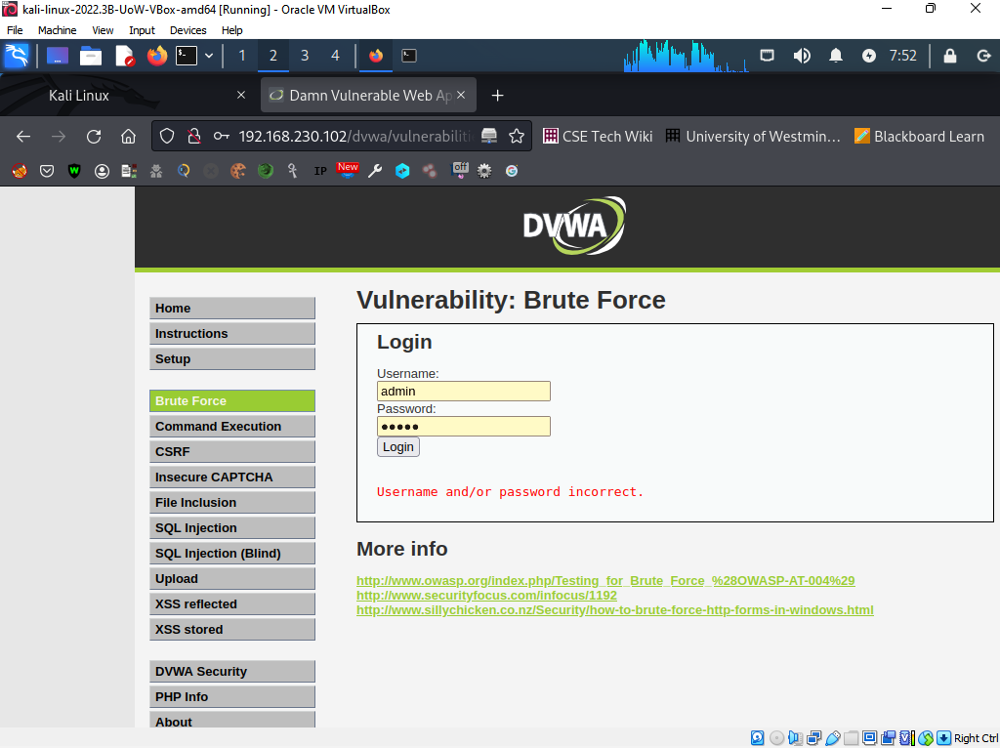 kali-linux-2022.3B-UoW-VBox-amd64 [Running] - Oracle VM VirtualBox
File Machine View Input Devices Help
1 2 3 4 7:52
Kali Linux
Damn Vulnerable Web Ap
192.168.230.102/dvwa/vulnerabiliti
CSE Tech Wiki
University of Westmin…
Blackboard Learn
IP
New
off
DVWA
Home
Instructions
Setup
Brute Force
Command Execution
CSRF
Insecure CAPTCHA
File Inclusion
SQL Injection
SQL Injection (Blind)
Upload
XSS reflected
XSS stored
DVWA Security
PHP Info
About
Vulnerability: Brute Force
Login
Username:
admin
Password:
●●●●●
Login
Username and/or password incorrect.
More info
http://www.owasp.org/index.php/Testing_for_Brute_Force_%28OWASP-AT-004%29
http://www.securityfocus.com/infocus/1192
http://www.sillychicken.co.nz/Security/how-to-brute-force-http-forms-in-windows.html
Right Ctrl